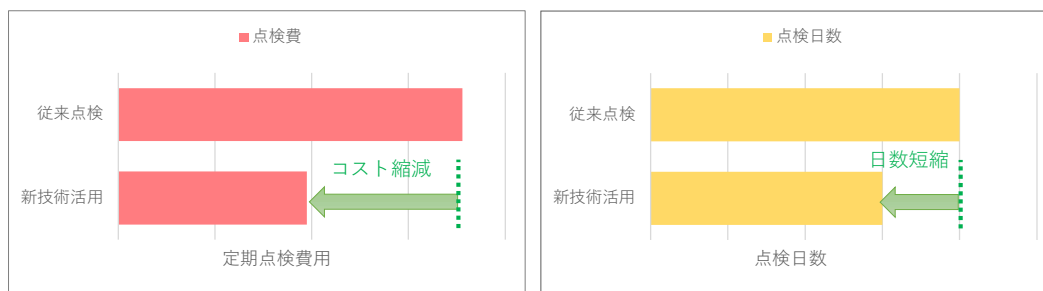 点検費
従来点検
コスト縮減
新技術活用
定期点検費用
点検日数
従来点検
日数短縮
新技術活用
点検日数